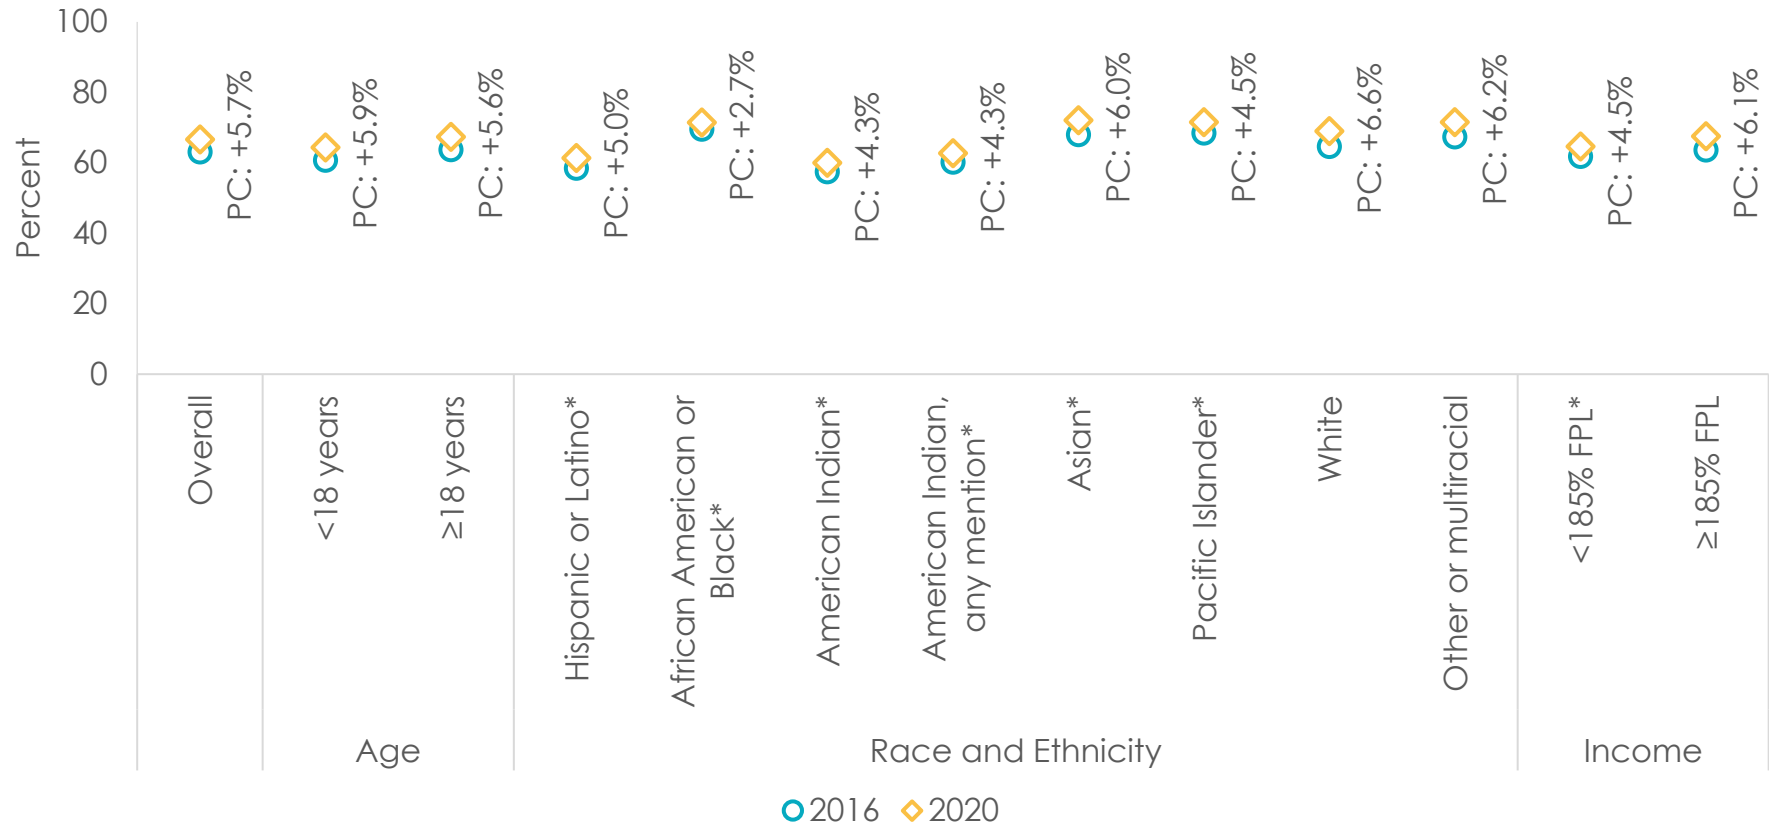 Percent
100
80
60
40
20
0
PC: +5.7%
PC: +5.9%
PC: +5.6%
PC: +5.0%
PC: +2.7%
PC: +4.3%
PC: +4.3%
PC: +6.0%
PC: +4.5%
PC: +6.6%
PC: +6.2%
PC: +4.5%
PC: +6.1%
Overall
<18 years
≥18 years
Hispanic or Latino*
African American or
Black*
American Indian*
American Indian,
any mention*
Asian*
Pacific Islander*
White
Other or multiracial
<185% FPL*
≥185% FPL
Age
Race and Ethnicity
Income
2016
2020